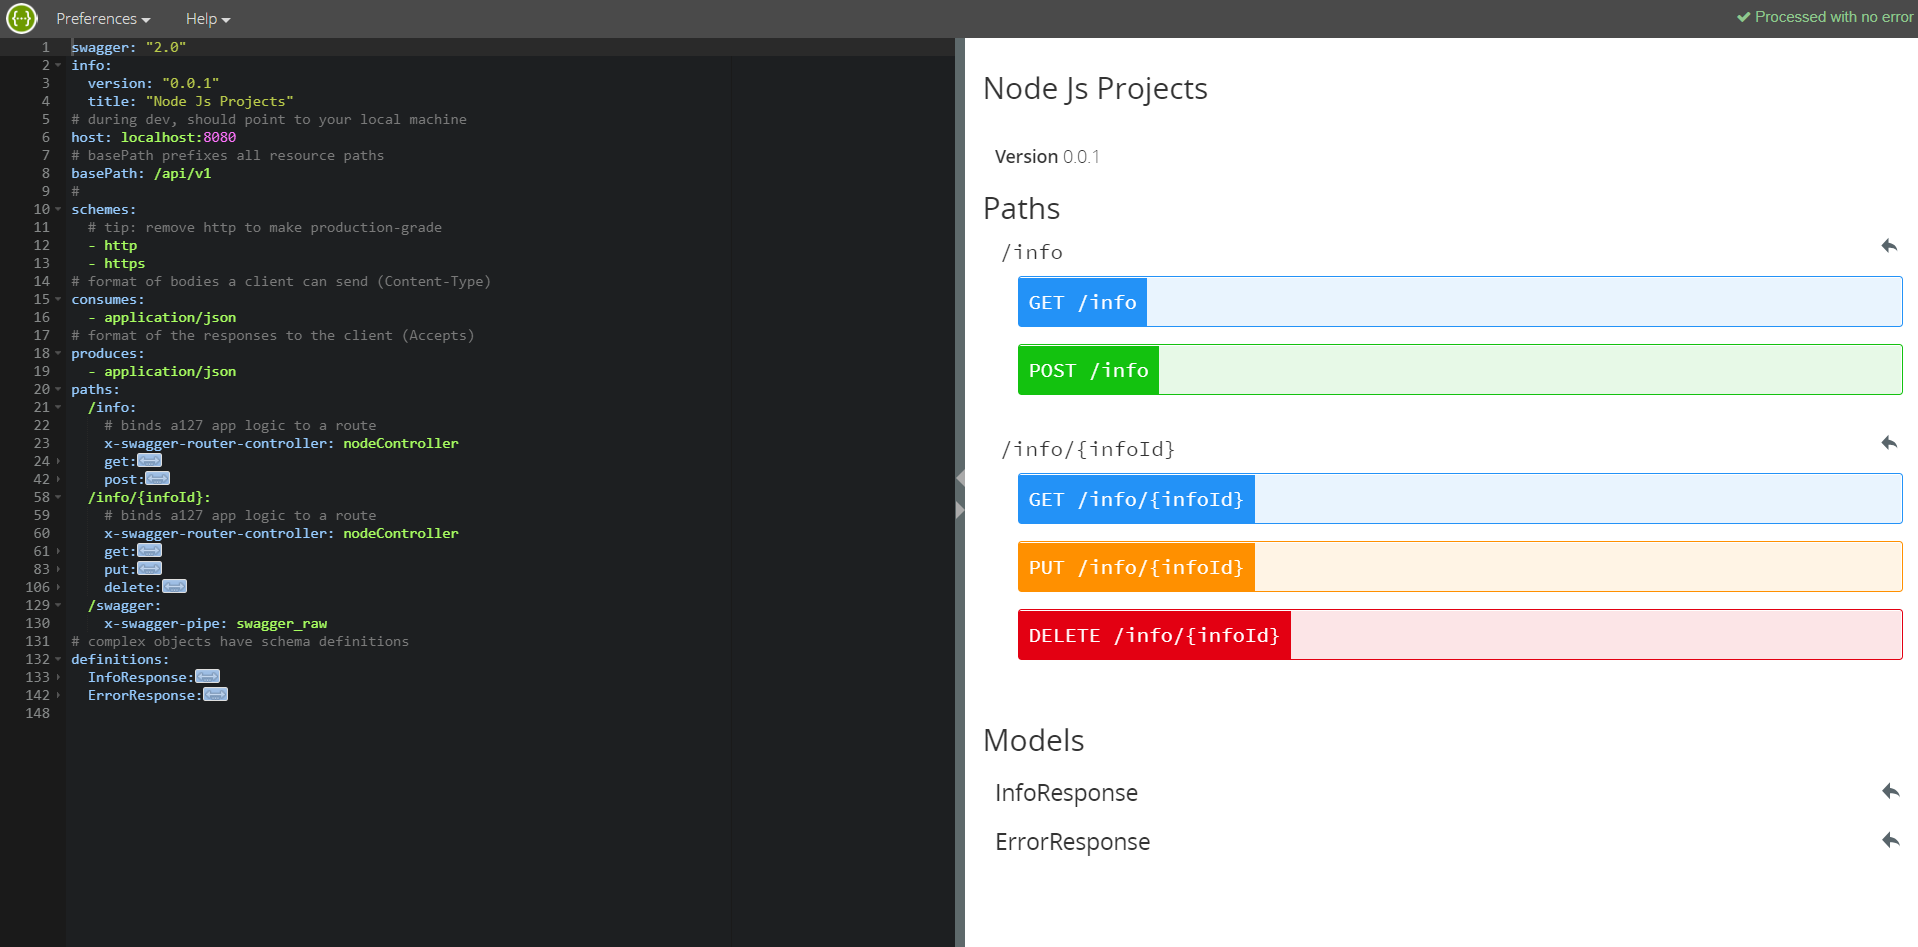 Preferences
Help
Processed with no error
1 swagger: "2.0"
2 info:
3 version: "0.0.1"
4 title: "Node Js Projects"
5 # during dev, should point to your local machine
6 host: localhost:8080
7 # basePath prefixes all resource paths
8 basePath: /api/v1
9 #
10 schemes:
11 # tip: remove http to make production-grade
12 - http
13 - https
14 # format of bodies a client can send (Content-Type)
15 consumes:
16 - application/json
17 # format of the responses to the client (Accepts)
18 produces:
19 - application/json
20 paths:
21 /info:
22 # binds a127 app logic to a route
23 x-swagger-router-controller: nodeController
24 get:
42 post:
58 /info/{infoId}:
59 # binds a127 app logic to a route
60 x-swagger-router-controller: nodeController
61 get:
83 put:
106 delete:
129 /swagger:
130 x-swagger-pipe: swagger_raw
131 # complex objects have schema definitions
132 definitions:
133 InfoResponse:
142 ErrorResponse:
148
Node Js Projects
Version 0.0.1
Paths
/info
GET /info
POST /info
/info/{infoId}
GET /info/{infoId}
PUT /info/{infoId}
DELETE /info/{infoId}
Models
InfoResponse
ErrorResponse